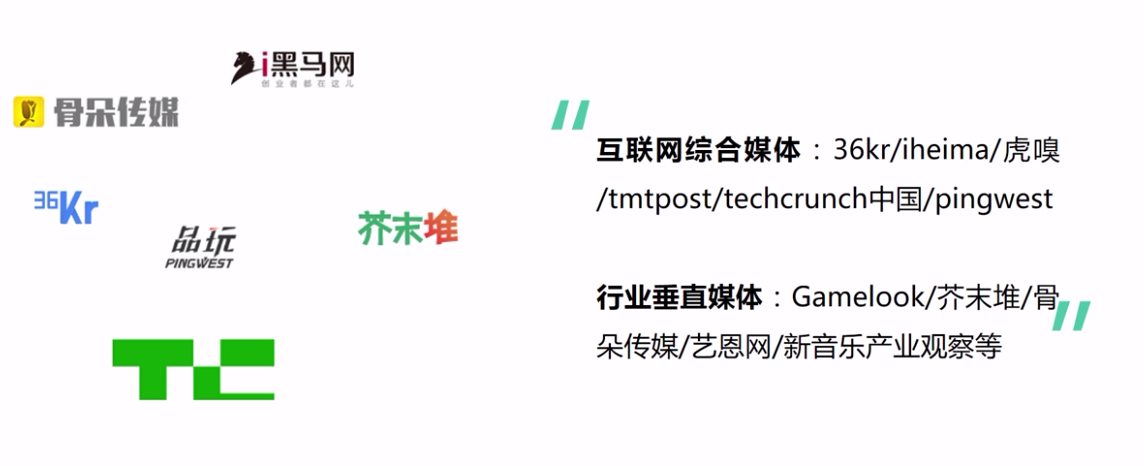 i黑马网
创业者都在这儿
骨朵传媒
36Kr
品玩
PINGWEST
芥末堆
TC
互联网综合媒体：36kr/iheima/虎嗅
/tmtpost/techcrunch中国/pingwest
行业垂直媒体：Gamelook/芥末堆/骨
朵传媒/艺恩网/新音乐产业观察等